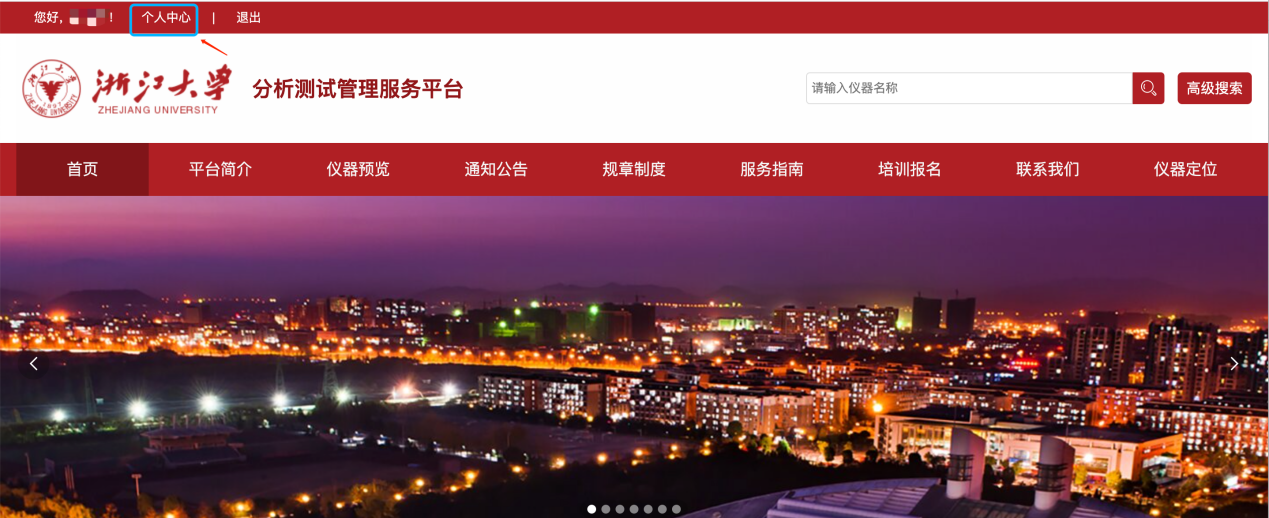 您好, ! 个人中心 | 退出
浙江大学
ZHEJIANG UNIVERSITY
分析测试管理服务平台
请输入仪器名称
高级搜索
首页 平台简介 仪器预览 通知公告 规章制度 服务指南 培训报名 联系我们 仪器定位